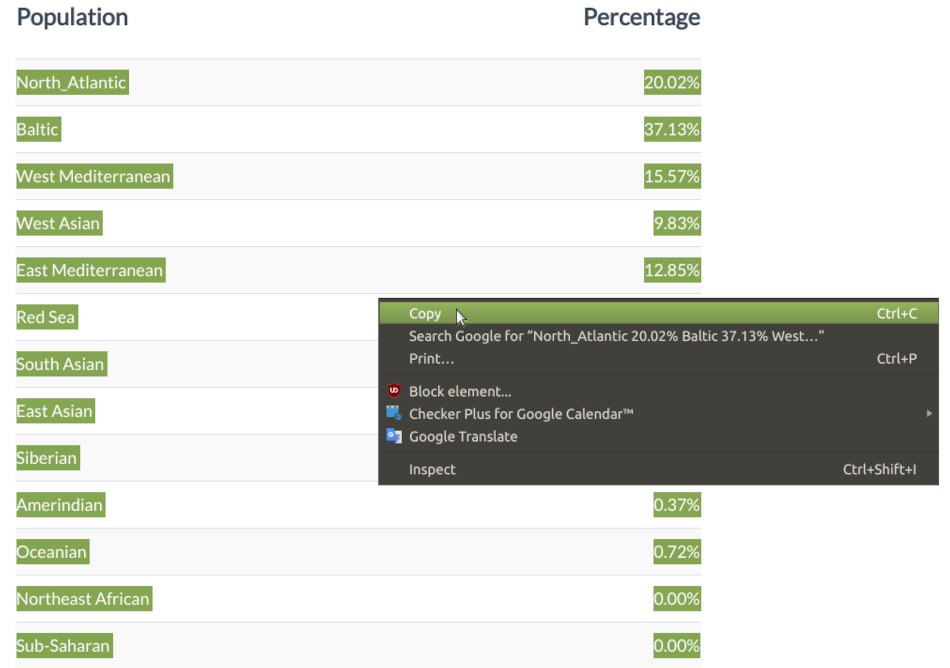 Population Percentage
North_Atlantic 20.02%
Baltic 37.13%
West Mediterranean 15.57%
West Asian 9.83%
East Mediterranean 12.85%
Red Sea
South Asian
East Asian
Siberian
Amerindian 0.37%
Oceanian 0.72%
Northeast African 0.00%
Sub-Saharan 0.00%
Copy Ctrl+C
Search Google for “North_Atlantic 20.02% Baltic 37.13% West…”
Print… Ctrl+P
Block element…
Checker Plus for Google Calendar™
Google Translate
Inspect Ctrl+Shift+I